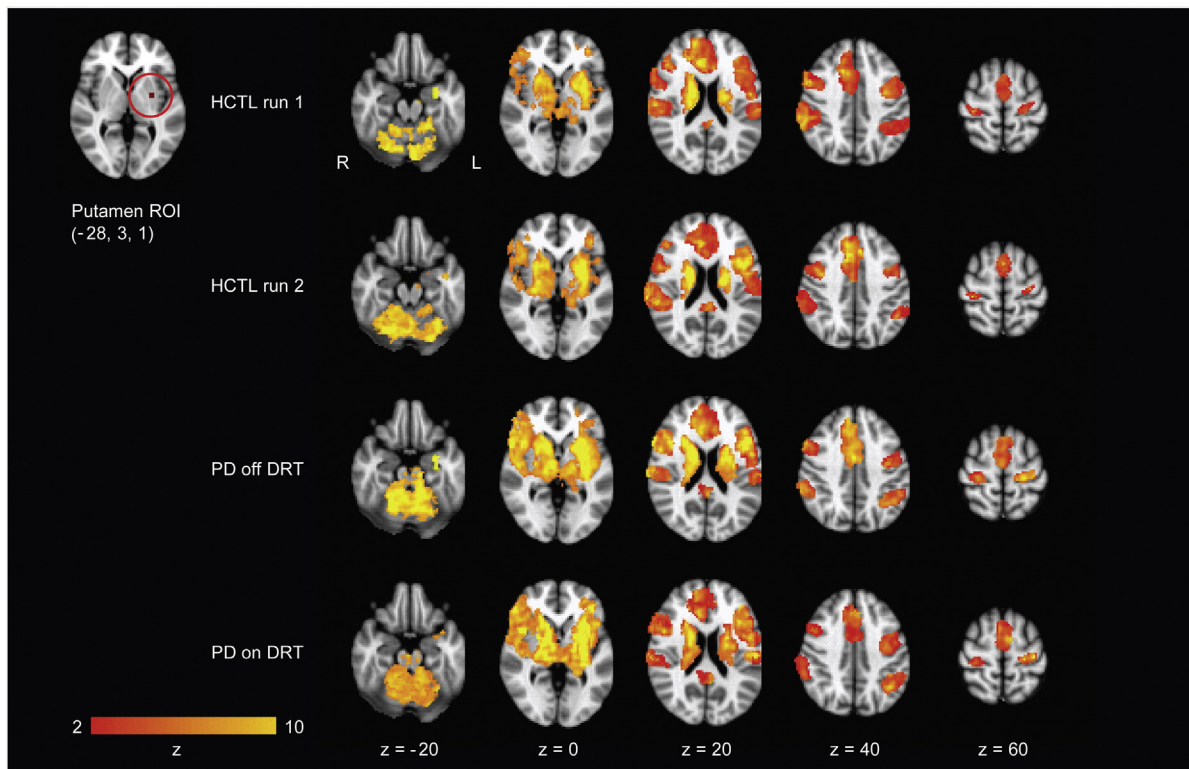 HCTL run 1
R
L
Putamen ROI
(-28, 3, 1)
HCTL run 2
PD off DRT
PD on DRT
2
10
z
z = -20
z = 0
z = 20
z = 40
z = 60